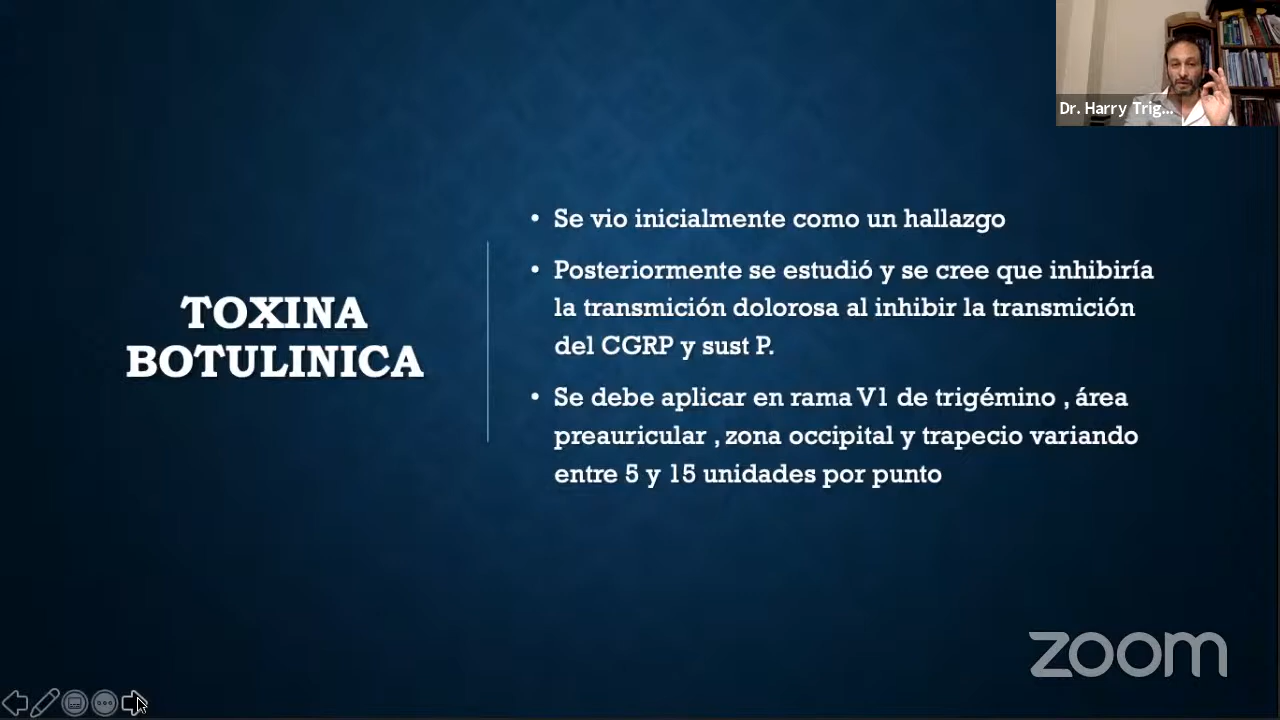 Dr. Harry Trig...
TOXINA
BOTULINICA
• Se vio inicialmente como un hallazgo
• Posteriormente se estudió y se cree que inhibiría
la transmición dolorosa al inhibir la transmición
del CGRP y sust P.
• Se debe aplicar en rama V1 de trigémino , área
preauricular , zona occipital y trapecio variando
entre 5 y 15 unidades por punto
zoom